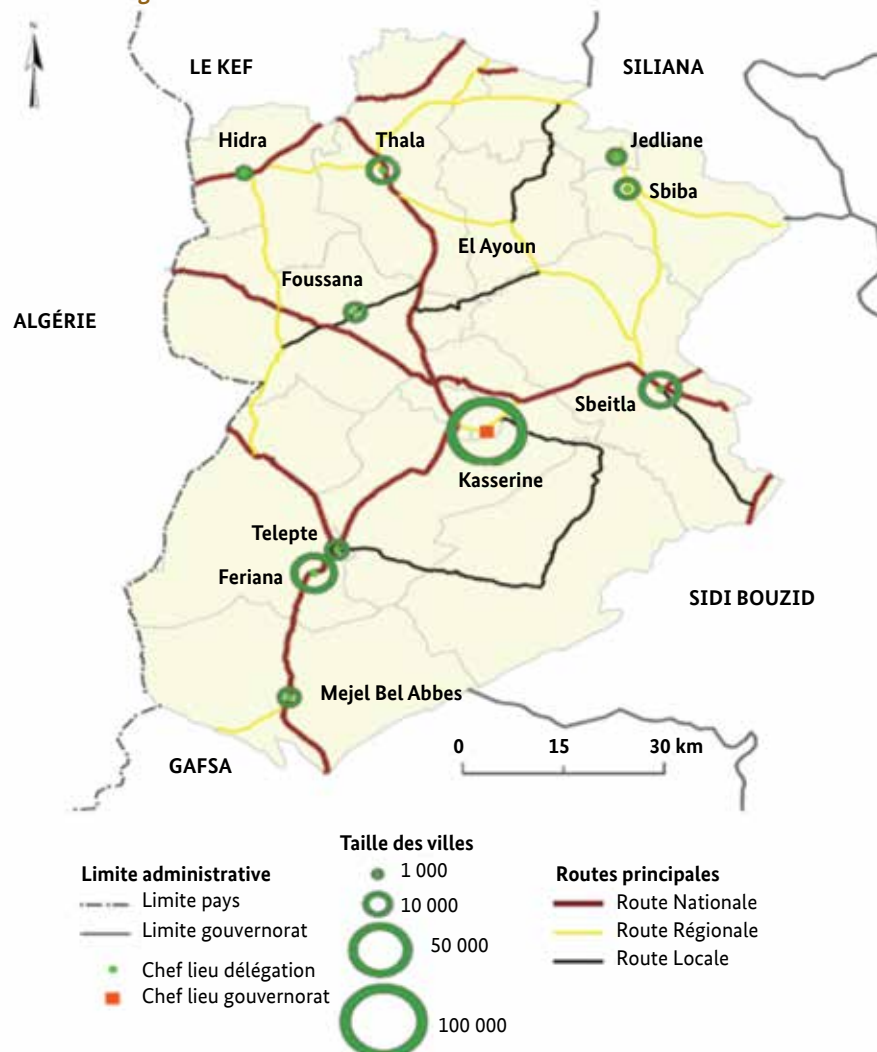 LE KEF
SILIANA
Hidra
Thala
Jedliane
Sbiba
El Ayoun
Foussana
ALGÉRIE
Sbeitla
Kasserine
Telepte
Feriana
SIDI BOUZID
Mejel Bel Abbes
GAFSA
0 15 30 km
Taille des villes
1 000
10 000
50 000
100 000
Limite administrative
Limite pays
Limite gouvernorat
Chef lieu délégation
Chef lieu gouvernorat
Routes principales
Route Nationale
Route Régionale
Route Locale